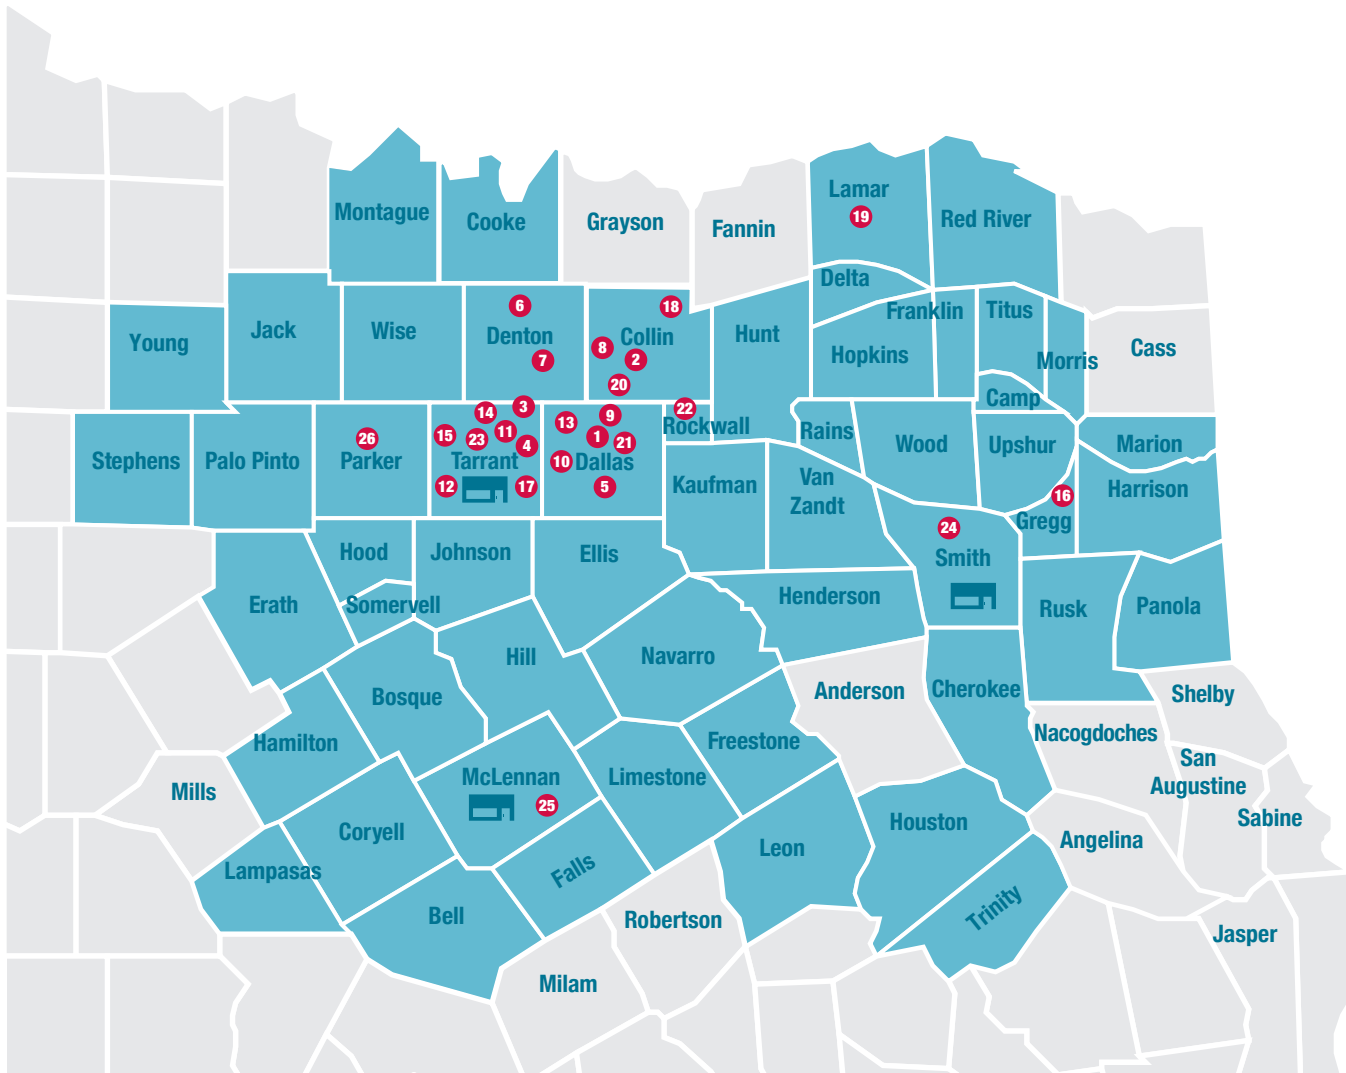 Lamar
19
Montague
Cooke
Grayson
Fannin
Red River
Delta
6
18
Young
Jack
Wise
Denton
7
8
Collin
2
20
Hunt
Franklin
Titus
Hopkins
Morris
Cass
Camp
14
3
13
9
22
Rockwall
26
15
23
11
4
1
21
Rains
Wood
Upshur
Marion
Stephens
Palo Pinto
Parker
Tarrant
10
Dallas
12
17
5
Kaufman
Van
Zandt
16
Harrison
Gregg
24
Smith
Hood
Johnson
Ellis
Erath
Somervell
Henderson
Rusk
Panola
Hill
Navarro
Bosque
Anderson
Cherokee
Shelby
Hamilton
Freestone
Nacogdoches
San
Augustine
Mills
McLennan
25
Limestone
Sabine
Coryell
Houston
Angelina
Lampasas
Falls
Leon
Bell
Robertson
Trinity
Jasper
Milam